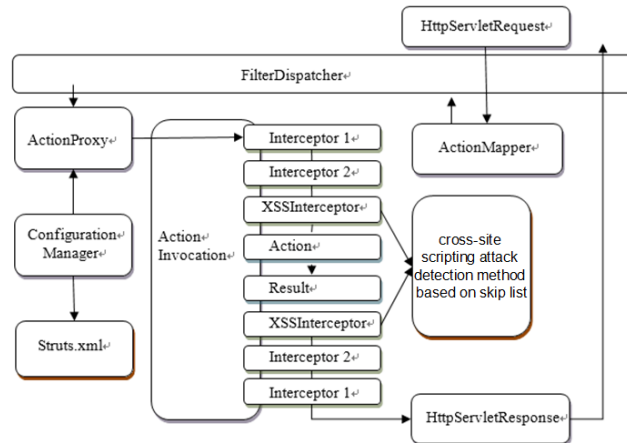 HttpServletRequest↵
FilterDispatcher↵
ActionProxy↵
Interceptor 1↵
ActionMapper↵
Interceptor 2↵
XSSInterceptor↵
Configuration↵
Manager↵
Action↵
Invocation↵
Action↵
cross-site
scripting attack
detection method
based on skip list
Result↵
Struts.xml↵
XSSInterceptor↵
Interceptor 2↵
Interceptor 1↵
HttpServletResponse↵